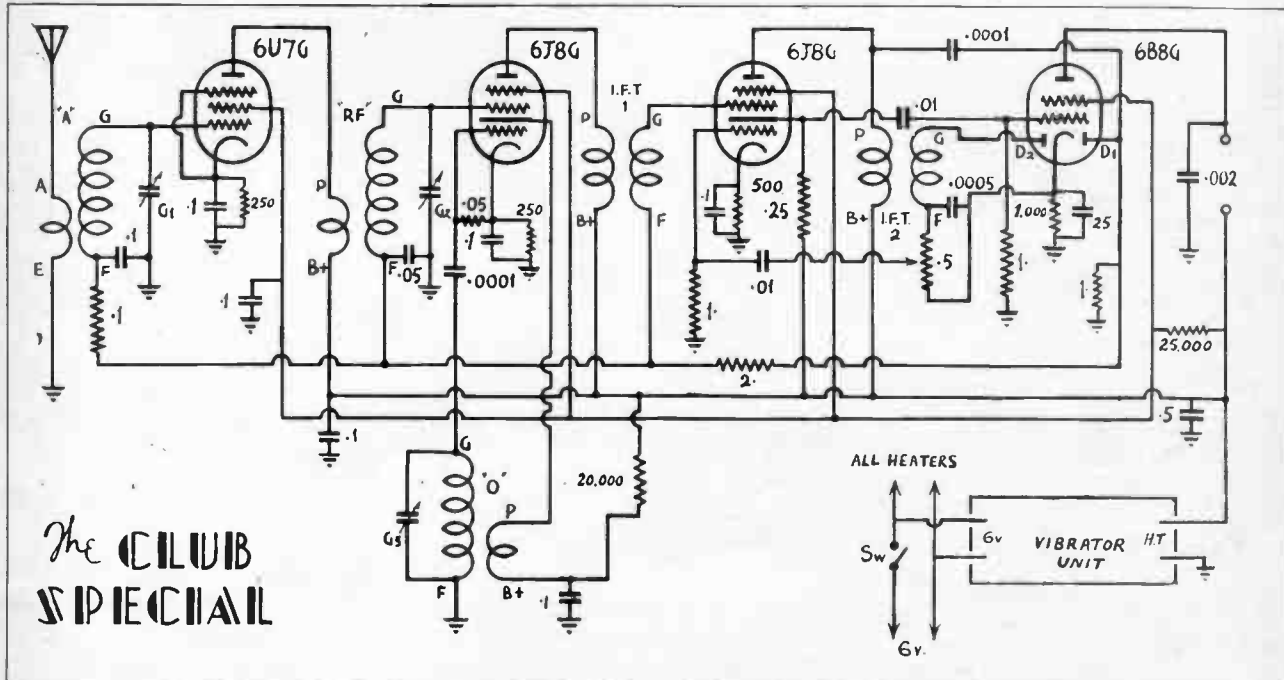 6U7G
6J8G
6J8G
.0001
6B8G
"A"
G
"RF"
G
I.F.T
1
P
G
.01
P
G
D2
D1
A
G1
.1
250
G2
.05
250
.1
500
.25
.0005
.002
E
F
.1
P
B+
F
.05
.1
.0001
B+
F
.01
B+
I.F.T
2
F
.5
1,000
25
1.
1.
1.
.1
.1
2.
25,000
.1
.5
G
"O"
P
20,000
G3
F
B+
.1
The CLUB
SPECIAL
ALL HEATERS
Sw
6v
VIBRATOR
UNIT
H.T
6v.